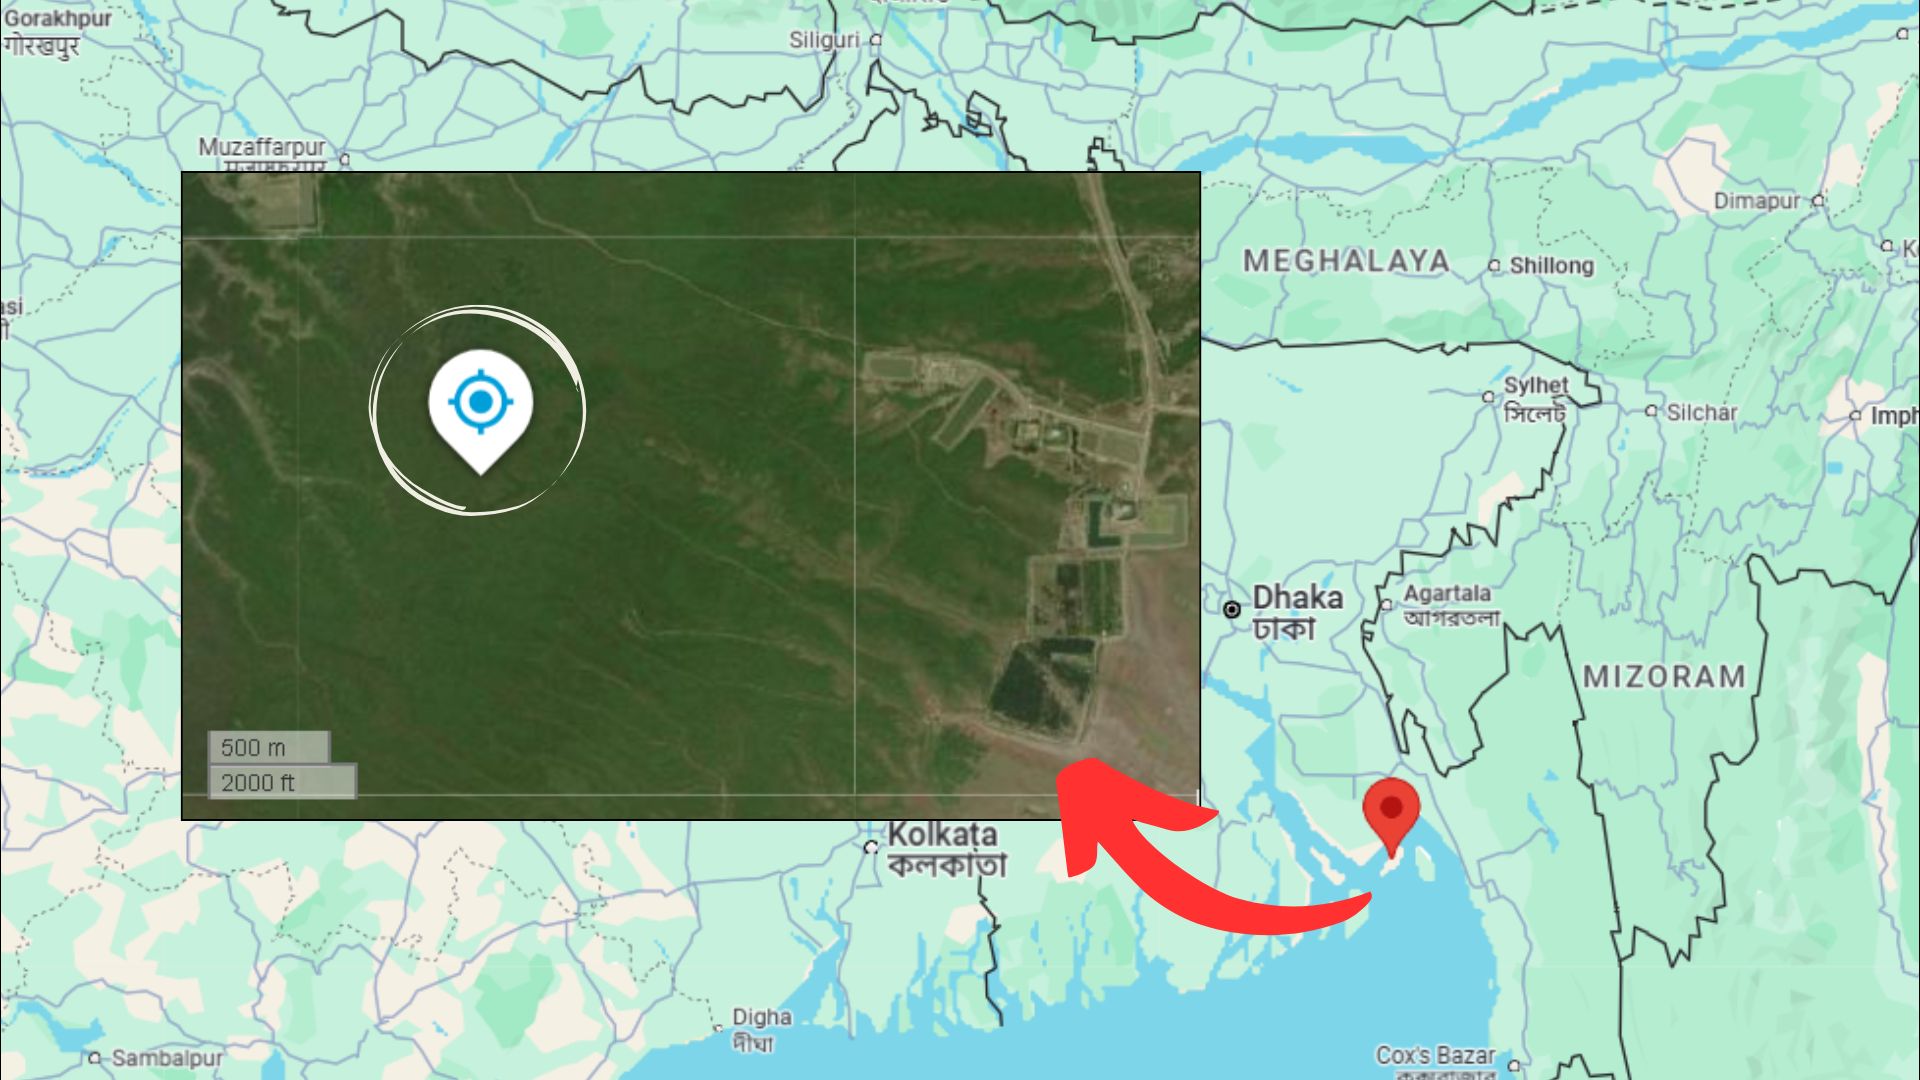 Gorakhpur
गोरखपुर
Siliguri
Muzaffarpur
Dimapur
MEGHALAYA
Shillong
Sylhet
সিলেট
Silchar
500 m
2000 ft
Dhaka
ঢাকা
Agartala
আগরতলা
MIZORAM
Kolkata
কলকাতা
Digha
দীঘা
Sambalpur
Cox's Bazar